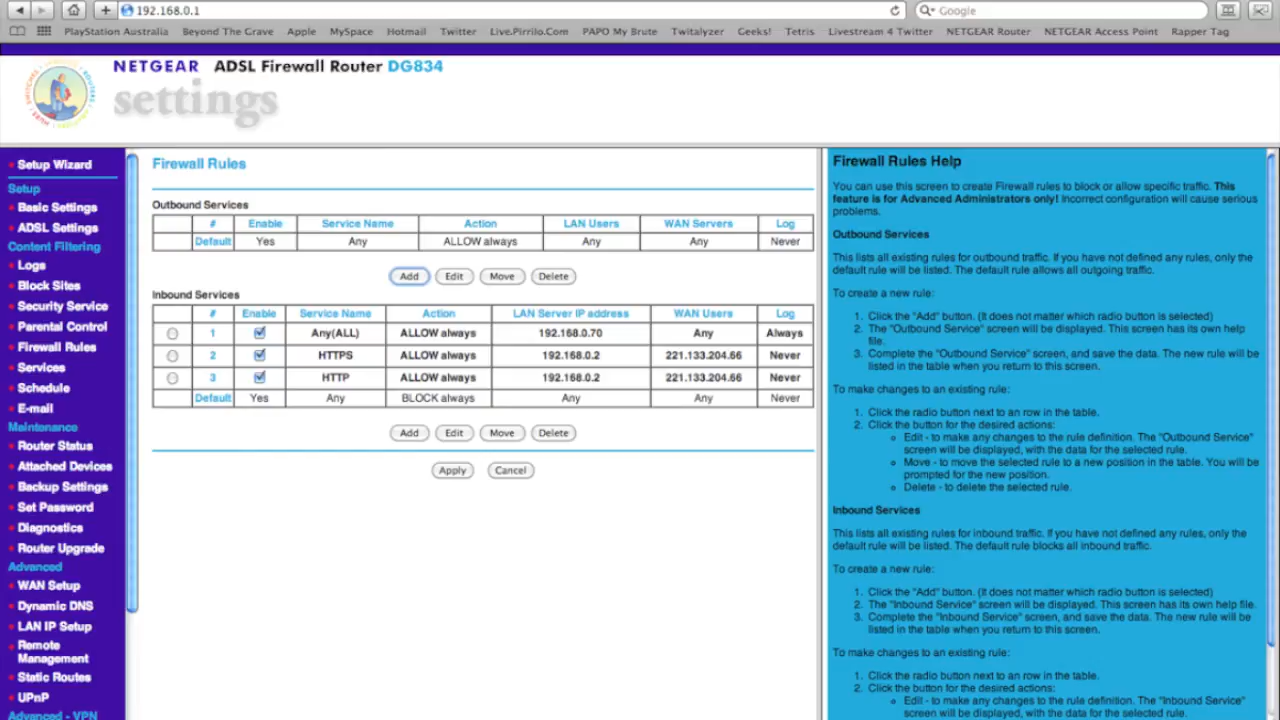 192.168.0.1
Google
PlayStation Australia Beyond The Grave Apple MySpace Hotmail Twitter Live.Pirrilo.Com PAPO My Brute Twitalyzer Geeks! Tetris Livestream 4 Twitter NETGEAR Router NETGEAR Access Point Rapper Tag
NETGEAR ADSL Firewall Router DG834
settings
Setup Wizard
Setup
Basic Settings
ADSL Settings
Content Filtering
Logs
Block Sites
Security Service
Parental Control
Firewall Rules
Services
Schedule
E-mail
Maintenance
Router Status
Attached Devices
Backup Settings
Set Password
Diagnostics
Router Upgrade
Advanced
WAN Setup
Dynamic DNS
LAN IP Setup
Remote
Management
Static Routes
UPnP
Advanced - VPN
Firewall Rules
Outbound Services
# Enable Service Name Action LAN Users WAN Servers Log
Default Yes Any ALLOW always Any Any Never
Add Edit Move Delete
Inbound Services
# Enable Service Name Action LAN Server IP address WAN Users Log
1 Any(ALL) ALLOW always 192.168.0.70 Any Always
2 HTTPS ALLOW always 192.168.0.2 221.133.204.66 Never
3 HTTP ALLOW always 192.168.0.2 221.133.204.66 Never
Default Yes Any BLOCK always Any Any Never
Add Edit Move Delete
Apply Cancel
Firewall Rules Help
You can use this screen to create Firewall rules to block or allow specific traffic. This
feature is for Advanced Administrators only! Incorrect configuration will cause serious
problems.
Outbound Services
This lists all existing rules for outbound traffic. If you have not defined any rules, only the
default rule will be listed. The default rule allows all outgoing traffic.
To create a new rule:
1. Click the "Add" button. (It does not matter which radio button is selected)
2. The "Outbound Service" screen will be displayed. This screen has its own help
file.
3. Complete the "Outbound Service" screen, and save the data. The new rule will be
listed in the table when you return to this screen.
To make changes to an existing rule:
1. Click the radio button next to an row in the table.
2. Click the button for the desired actions:
Edit - to make any changes to the rule definition. The "Outbound Service"
screen will be displayed, with the data for the selected rule.
Move - to move the selected rule to a new position in the table. You will be
prompted for the new position.
Delete - to delete the selected rule.
Inbound Services
This lists all existing rules for inbound traffic. If you have not defined any rules, only the
default rule will be listed. The default rule blocks all inbound traffic.
To create a new rule:
1. Click the "Add" button. (It does not matter which radio button is selected)
2. The "Inbound Service" screen will be displayed. This screen has its own help file.
3. Complete the "Inbound Service" screen, and save the data. The new rule will be
listed in the table when you return to this screen.
To make changes to an existing rule:
1. Click the radio button next to an row in the table.
2. Click the button for the desired actions:
Edit - to make any changes to the rule definition. The "Inbound Service"
screen will be displayed, with the data for the selected rule.